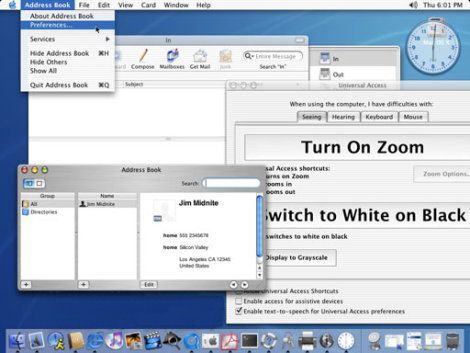 Address Book File Edit View Card Window Help
Thu 6:01 PM
About Address Book
Preferences...
Services
Hide Address Book ⌘H
Hide Others
Show All
Quit Address Book ⌘Q
In
Compose Mailboxes Get Mail Junk
Entire Message
Search "In"
Subject
In
Out
Universal Access
When using the computer, I have difficulties with:
Seeing Hearing Keyboard Mouse
Turn On Zoom
Universal Access shortcuts:
Turns on Zoom
Zoom Options...
Zooms in
Zooms out
Switch to White on Black
Switches to white on black
Display to Grayscale
Allow Universal Access Shortcuts
Enable access for assistive devices
Enable text-to-speech for Universal Access preferences
Address Book
Search:
Group Name
All
Directories
Jim Midnite
Jim Midnite
home 555 2345678
home Silicon Valley
Los Angeles CA 12345
United States
Edit